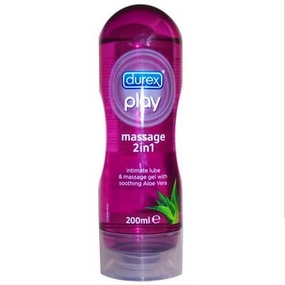 durex
play
massage
2in1
intimate lube
& massage gel with
soothing Aloe Vera
200ml e